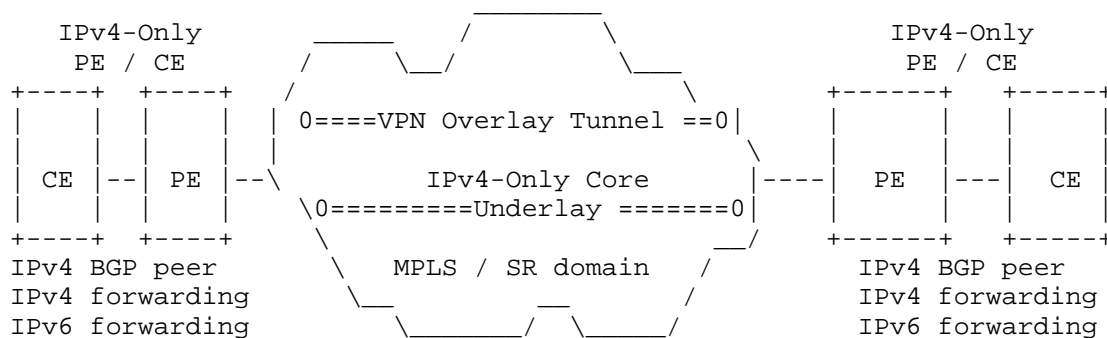 IPv4-Only IPv4-Only
PE / CE PE / CE
0====VPN Overlay Tunnel ==0
CE PE IPv4-Only Core PE CE
0=========Underlay =======0
IPv4 BGP peer MPLS / SR domain IPv4 BGP peer
IPv4 forwarding IPv4 forwarding
IPv6 forwarding IPv6 forwarding